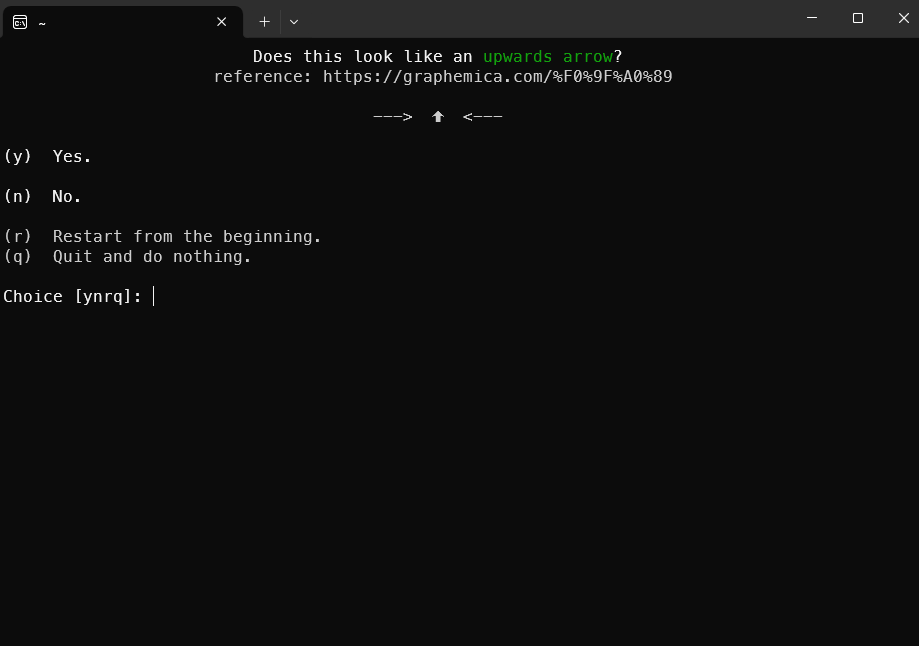 ~
Does this look like an upwards arrow?
reference: https://graphemica.com/%F0%9F%A0%89
---> 🠉 <---
(y) Yes.
(n) No.
(r) Restart from the beginning.
(q) Quit and do nothing.
Choice [ynrq]: